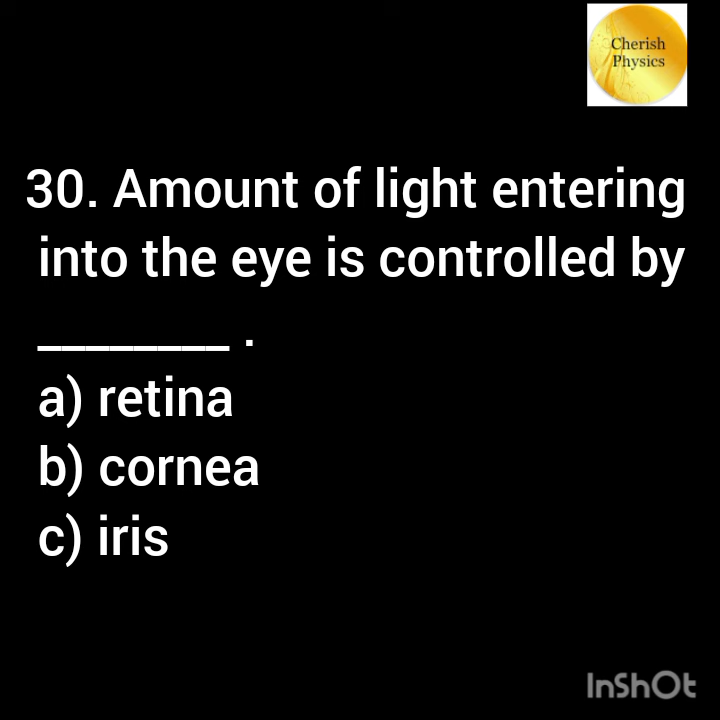 Cherish
Physics
30. Amount of light entering
into the eye is controlled by
________ .
a) retina
b) cornea
c) iris
InShOt